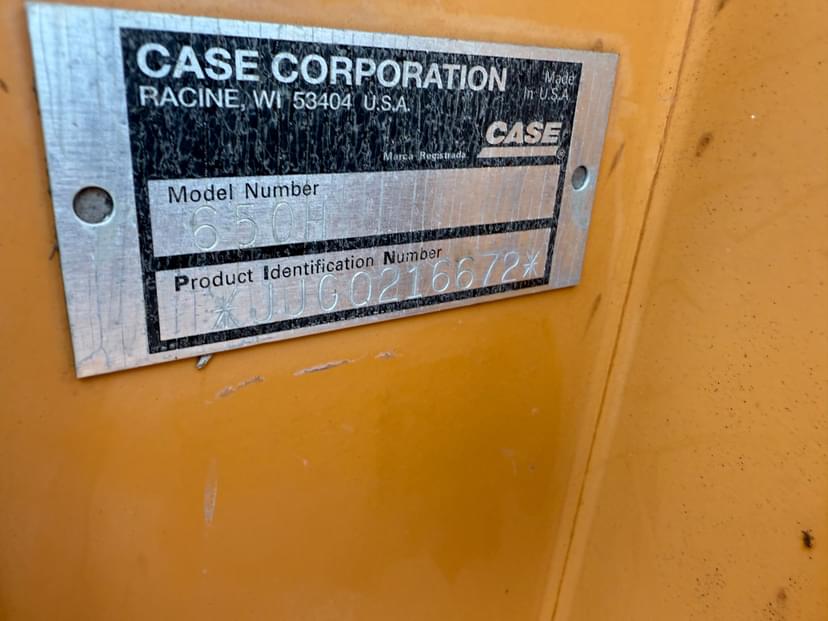 CASE CORPORATION
RACINE, WI 53404 U.S.A.
Made
In U.S.A.
CASE®
Marca Registrada
Model Number
650H
Product Identification Number
*JJG0216672*